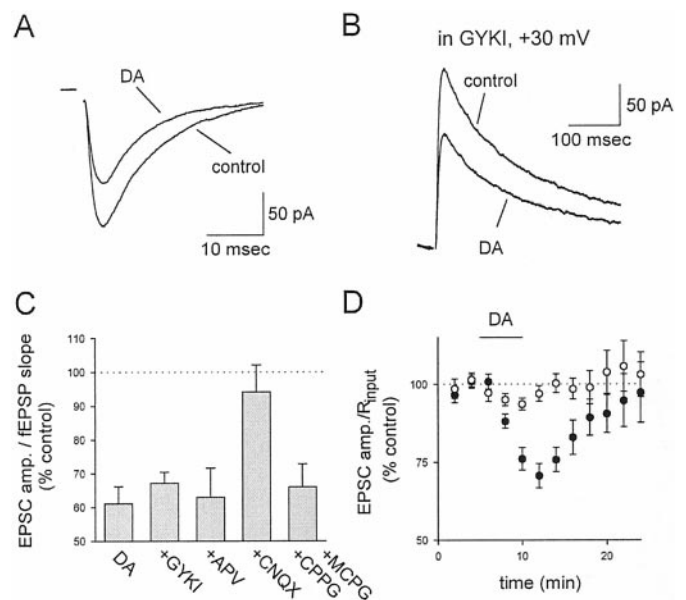 A
DA
control
50 pA
10 msec
B
in GYKI, +30 mV
control
50 pA
100 msec
DA
C
EPSC amp. / fEPSP slope
(% control)
100
90
80
70
60
50
DA
+GYKI
+APV
+CNQX
+CPPG
+MCPG
D
DA
EPSC amp./Rinput
(% control)
100
75
50
0
10
20
time (min)